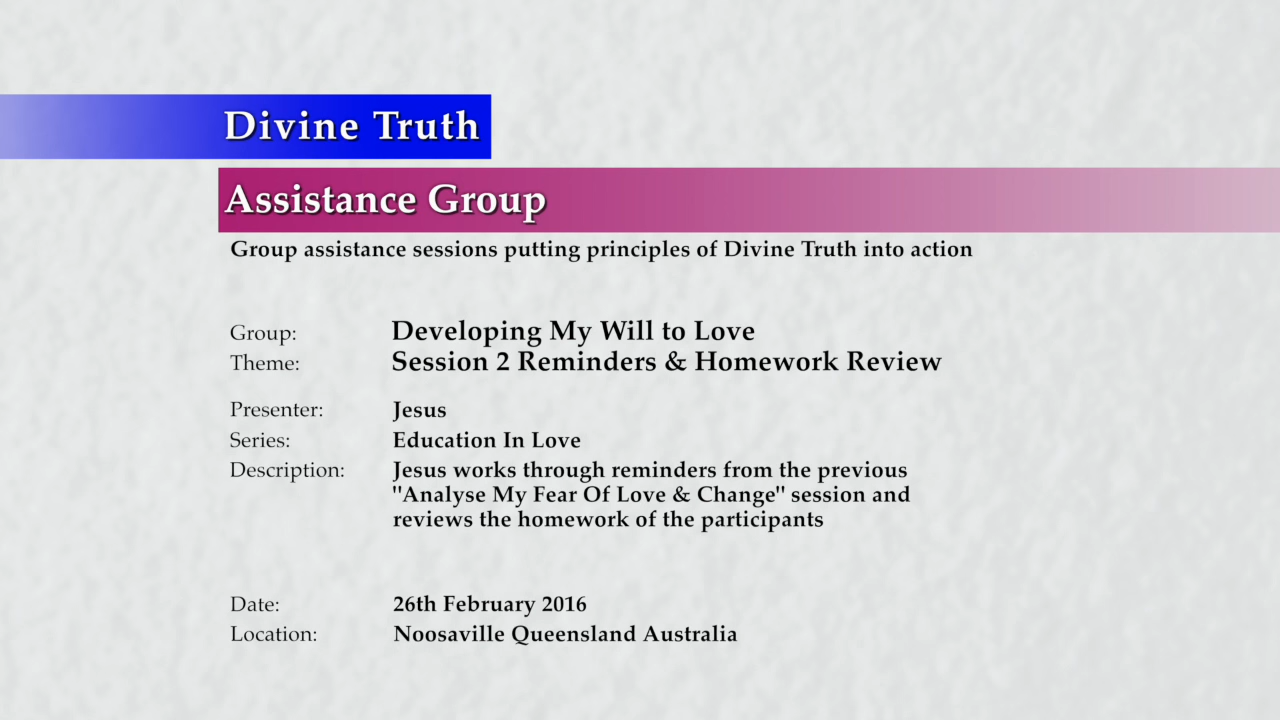 Divine Truth
Assistance Group
Group assistance sessions putting principles of Divine Truth into action
Group: Developing My Will to Love
Theme: Session 2 Reminders & Homework Review
Presenter: Jesus
Series: Education In Love
Description: Jesus works through reminders from the previous
"Analyse My Fear Of Love & Change" session and
reviews the homework of the participants
Date: 26th February 2016
Location: Noosaville Queensland Australia